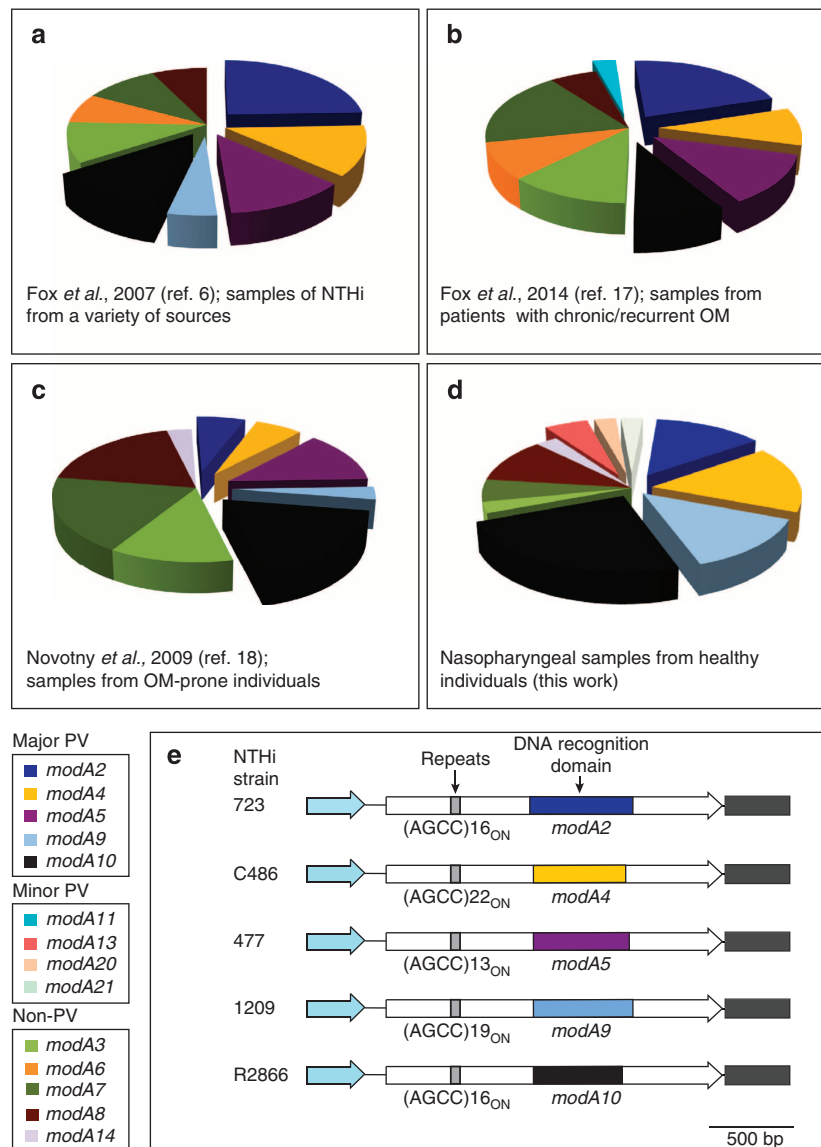 a
Fox et al., 2007 (ref. 6); samples of NTHi
from a variety of sources
b
Fox et al., 2014 (ref. 17); samples from
patients with chronic/recurrent OM
c
Novotny et al., 2009 (ref. 18);
samples from OM-prone individuals
d
Nasopharyngeal samples from healthy
individuals (this work)
Major PV
modA2
modA4
modA5
modA9
modA10
Minor PV
modA11
modA13
modA20
modA21
Non-PV
modA3
modA6
modA7
modA8
modA14
e
NTHi
strain
Repeats
DNA recognition
domain
723
(AGCC)16ON
modA2
C486
(AGCC)22ON
modA4
477
(AGCC)13ON
modA5
1209
(AGCC)19ON
modA9
R2866
(AGCC)16ON
modA10
500 bp